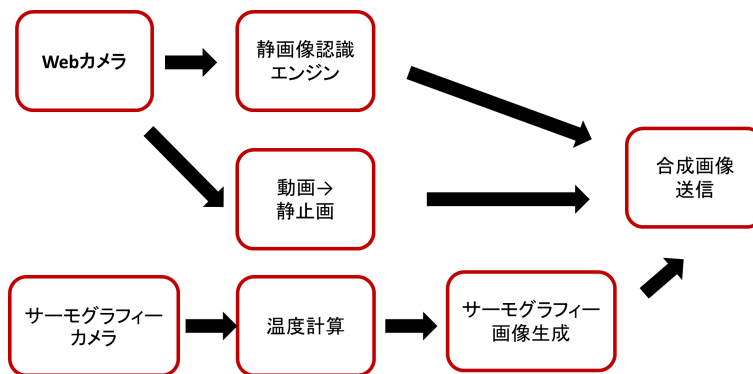 Webカメラ
静画像認識
エンジン
動画→
静止画
合成画像
送信
サーモグラフィー
カメラ
温度計算
サーモグラフィー
画像生成